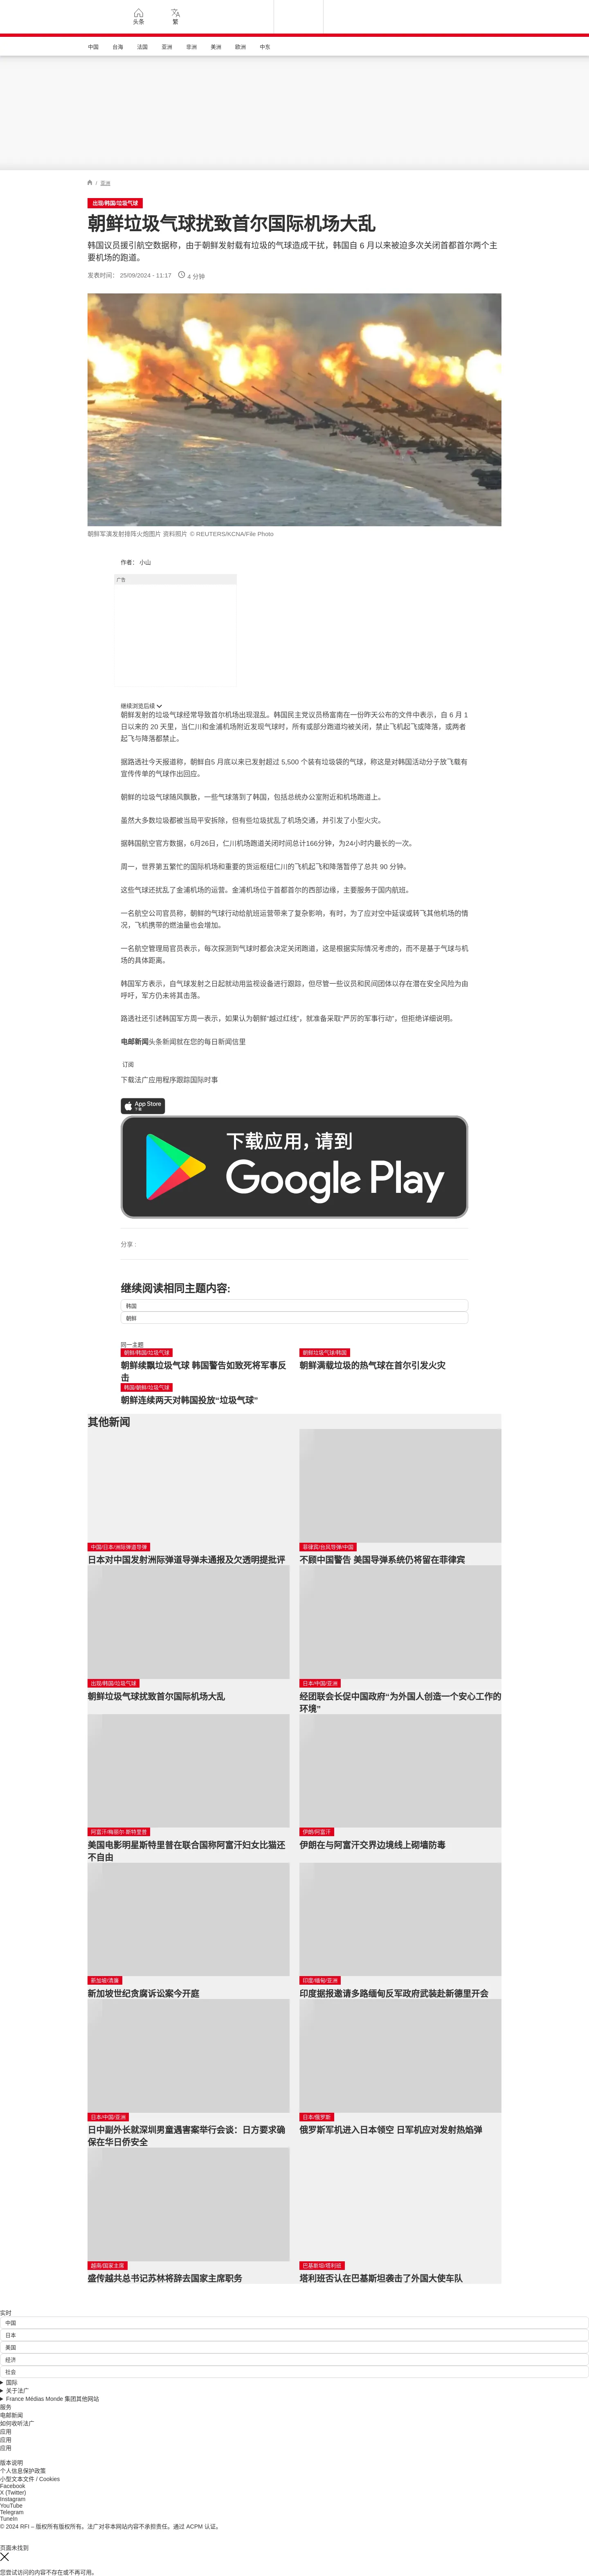 头条
繁
中国
台海
法国
亚洲
非洲
美洲
欧洲
中东
/ 亚洲
出现/韩国/垃圾气球
朝鲜垃圾气球扰致首尔国际机场大乱
韩国议员援引航空数据称，由于朝鲜发射载有垃圾的气球造成干扰，韩国自 6 月以来被迫多次关闭首都首尔两个主
要机场的跑道。
发表时间： 25/09/2024 - 11:17 4 分钟
朝鲜军演发射排阵火炮图片 资料照片 © REUTERS/KCNA/File Photo
作者： 小山
广告
继续浏览后续
朝鲜发射的垃圾气球经常导致首尔机场出现混乱。韩国民主党议员杨富南在一份昨天公布的文件中表示，自 6 月 1
日以来的 20 天里，当仁川和金浦机场附近发现气球时，所有或部分跑道均被关闭，禁止飞机起飞或降落，或两者
起飞与降落都禁止。
据路透社今天报道称，朝鲜自5 月底以来已发射超过 5,500 个装有垃圾袋的气球，称这是对韩国活动分子放飞载有
宣传传单的气球作出回应。
朝鲜的垃圾气球随风飘散，一些气球落到了韩国，包括总统办公室附近和机场跑道上。
虽然大多数垃圾都被当局平安拆除，但有些垃圾扰乱了机场交通，并引发了小型火灾。
据韩国航空官方数据，6月26日，仁川机场跑道关闭时间总计166分钟，为24小时内最长的一次。
周一，世界第五繁忙的国际机场和重要的货运枢纽仁川的飞机起飞和降落暂停了总共 90 分钟。
这些气球还扰乱了金浦机场的运营。金浦机场位于首都首尔的西部边缘，主要服务于国内航班。
一名航空公司官员称，朝鲜的气球行动给航班运营带来了复杂影响，有时，为了应对空中延误或转飞其他机场的情
况，飞机携带的燃油量也会增加。
一名航空管理局官员表示，每次探测到气球时都会决定关闭跑道，这是根据实际情况考虑的，而不是基于气球与机
场的具体距离。
韩国军方表示，自气球发射之日起就动用监视设备进行跟踪，但尽管一些议员和民间团体以存在潜在安全风险为由
呼吁，军方仍未将其击落。
路透社还引述韩国军方周一表示，如果认为朝鲜“越过红线”，就准备采取“严厉的军事行动”，但拒绝详细说明。
电邮新闻头条新闻就在您的每日新闻信里
订阅
下载法广应用程序跟踪国际时事
App Store
下载
下载应用，请到
Google Play
分享 :
继续阅读相同主题内容:
韩国
朝鲜
同一主题
朝鲜/韩国/垃圾气球
朝鲜续飘垃圾气球 韩国警告如致死将军事反
击
朝鲜垃圾气球/韩国
朝鲜满载垃圾的热气球在首尔引发火灾
韩国/朝鲜/垃圾气球
朝鲜连续两天对韩国投放“垃圾气球”
其他新闻
中国/日本/洲际弹道导弹
日本对中国发射洲际弹道导弹未通报及欠透明提批评
菲律宾/台风导弹/中国
不顾中国警告 美国导弹系统仍将留在菲律宾
出现/韩国/垃圾气球
朝鲜垃圾气球扰致首尔国际机场大乱
日本/中国/亚洲
经团联会长促中国政府“为外国人创造一个安心工作的
环境”
阿富汗/梅丽尔.斯特里普
美国电影明星斯特里普在联合国称阿富汗妇女比猫还
不自由
伊朗/阿富汗
伊朗在与阿富汗交界边境线上砌墙防毒
新加坡/清廉
新加坡世纪贪腐诉讼案今开庭
印度/缅甸/亚洲
印度据报邀请多路缅甸反军政府武装赴新德里开会
日本/中国/亚洲
日中副外长就深圳男童遇害案举行会谈：日方要求确
保在华日侨安全
日本/俄罗斯
俄罗斯军机进入日本领空 日军机应对发射热焰弹
越南/国家主席
盛传越共总书记苏林将辞去国家主席职务
巴基斯坦/塔利班
塔利班否认在巴基斯坦袭击了外国大使车队
实时
中国
日本
美国
经济
社会
国际
关于法广
France Médias Monde 集团其他网站
服务
电邮新闻
如何收听法广
应用
应用
应用
版本说明
个人信息保护政策
小型文本文件 / Cookies
Facebook
X (Twitter)
Instagram
YouTube
Telegram
TuneIn
© 2024 RFI – 版权所有版权所有。法广对非本网站内容不承担责任。通过 ACPM 认证。
页面未找到
您尝试访问的内容不存在或不再可用。